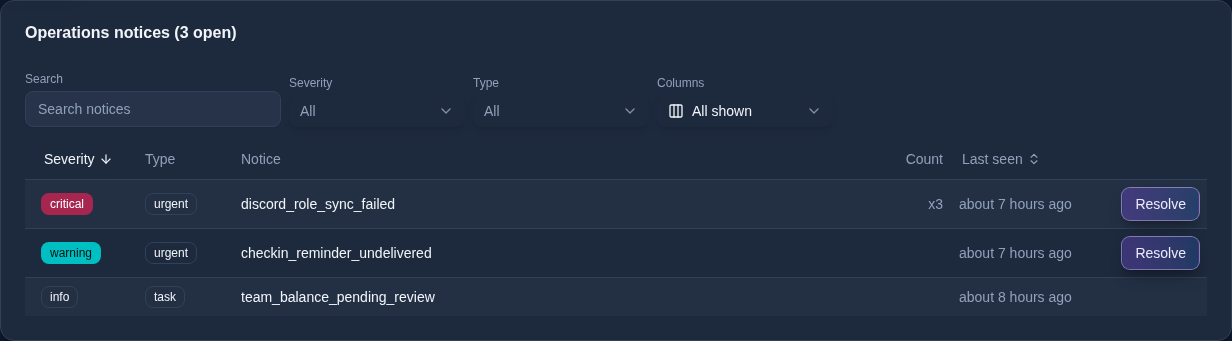 Operations notices (3 open)
Search
Severity
Type
Columns
Search notices
All
All
All shown
Severity Type Notice Count Last seen
critical urgent discord_role_sync_failed x3 about 7 hours ago Resolve
warning urgent checkin_reminder_undelivered about 7 hours ago Resolve
info task team_balance_pending_review about 8 hours ago